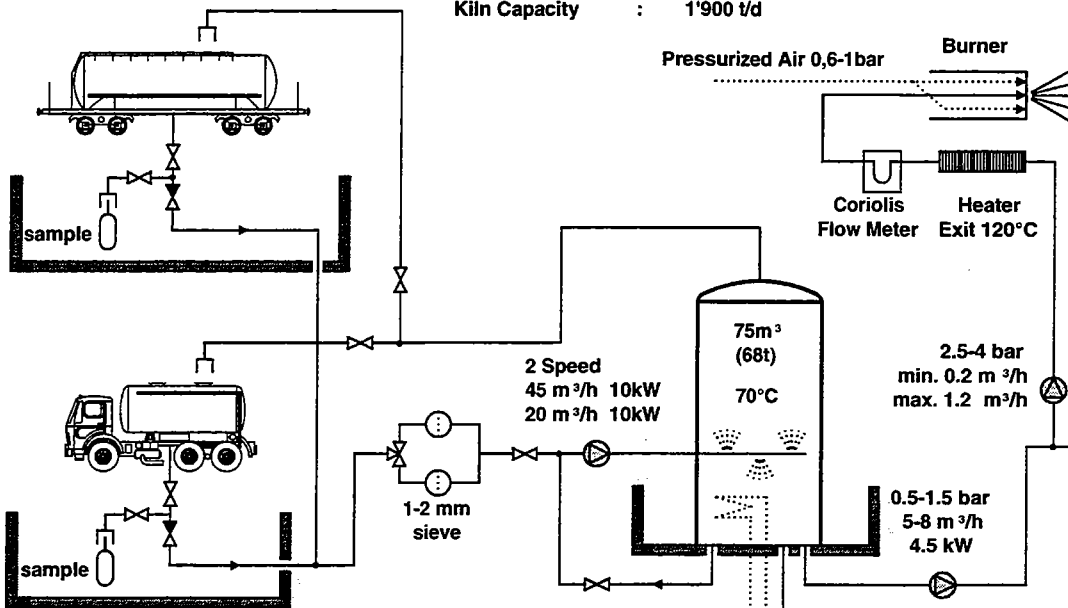 Kiln Capacity : 1'900 t/d
Pressurized Air 0,6-1bar
Burner
sample
Coriolis
Flow Meter
Heater
Exit 120°C
75m³
(68t)
70°C
2 Speed
45 m³/h 10kW
20 m³/h 10kW
2.5-4 bar
min. 0.2 m³/h
max. 1.2 m³/h
1-2 mm
sieve
0.5-1.5 bar
5-8 m³/h
4.5 kW
sample